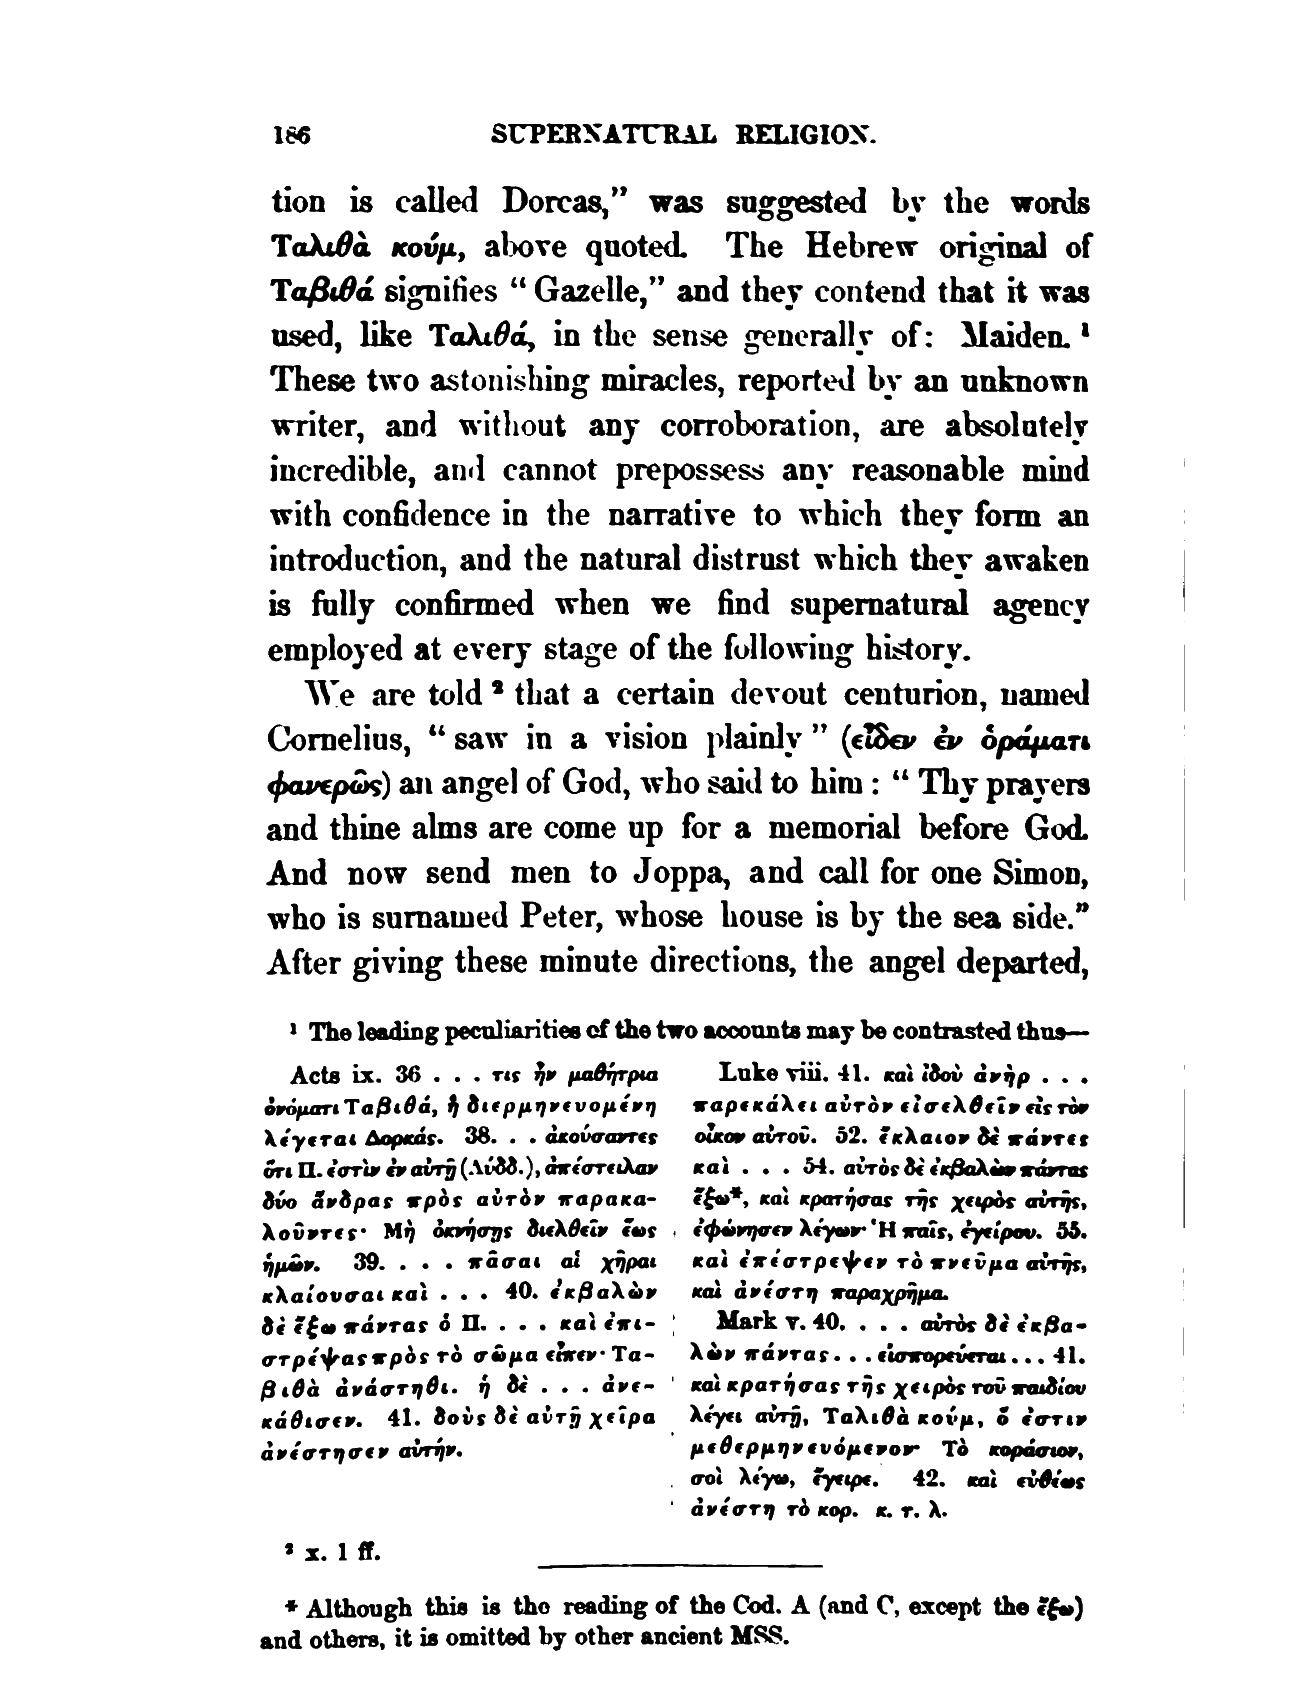 186 SUPERNATURAL RELIGION.
tion is called Dorcas,” was suggested by the words
Ταλιθὰ κούμ, above quoted. The Hebrew original of
Ταβιθά signifies “Gazelle,” and they contend that it was
used, like Ταλιθά, in the sense generally of: Maiden.¹
These two astonishing miracles, reported by an unknown
writer, and without any corroboration, are absolutely
incredible, and cannot prepossess any reasonable mind
with confidence in the narrative to which they form an
introduction, and the natural distrust which they awaken
is fully confirmed when we find supernatural agency
employed at every stage of the following history.
We are told ² that a certain devout centurion, named
Cornelius, “saw in a vision plainly” (εἶδεν ἐν ὁράματι
φανερῶς) an angel of God, who said to him: “Thy prayers
and thine alms are come up for a memorial before God.
And now send men to Joppa, and call for one Simon,
who is surnamed Peter, whose house is by the sea side.”
After giving these minute directions, the angel departed,
¹ The leading peculiarities of the two accounts may be contrasted thus—
Acts ix. 36 . . . τις ἦν μαθήτρια
ὀνόματι Ταβιθά, ἣ διερμηνευομένη
λέγεται Δορκάς. 38. . . ἀκούσαντες
ὅτι Π. ἐστὶν ἐν αὐτῇ (Λύδδ.), ἀπέστειλαν
δύο ἄνδρας πρὸς αὐτὸν παρακα-
λοῦντες· Μὴ ὀκνήσῃς διελθεῖν ἕως
ἡμῶν. 39. . . . πᾶσαι αἱ χῆραι
κλαίουσαι καὶ . . . 40. ἐκβαλὼν
δὲ ἔξω πάντας ὁ Π. . . . καὶ ἐπι-
στρέψας πρὸς τὸ σῶμα εἶπεν· Τα-
βιθὰ ἀνάστηθι. ἡ δὲ . . . ἀνε-
κάθισεν. 41. δοὺς δὲ αὐτῇ χεῖρα
ἀνέστησεν αὐτήν.
Luke viii. 41. καὶ ἰδοὺ ἀνὴρ . . .
παρεκάλει αὐτὸν εἰσελθεῖν εἰς τὸν
οἶκον αὐτοῦ. 52. ἔκλαιον δὲ πάντες
καὶ . . . 54. αὐτὸς δὲ ἐκβαλὼν πάντας
ἔξω*, καὶ κρατήσας τῆς χειρὸς αὐτῆς,
ἐφώνησεν λέγων· Ἡ παῖς, ἐγείρου. 55.
καὶ ἐπέστρεψεν τὸ πνεῦμα αὐτῆς,
καὶ ἀνέστη παραχρῆμα.
Mark v. 40. . . . αὐτὸς δὲ ἐκβα-
λὼν πάντας . . . εἰσπορεύεται . . . 41.
καὶ κρατήσας τῆς χειρὸς τοῦ παιδίου
λέγει αὐτῇ, Ταλιθὰ κούμ, ὅ ἐστιν
μεθερμηνευόμενον· Τὸ κοράσιον,
σοὶ λέγω, ἔγειρε. 42. καὶ εὐθέως
ἀνέστη τὸ κορ. κ. τ. λ.
² x. 1 ff.
* Although this is the reading of the Cod. A (and C, except the ἔξω)
and others, it is omitted by other ancient MSS.